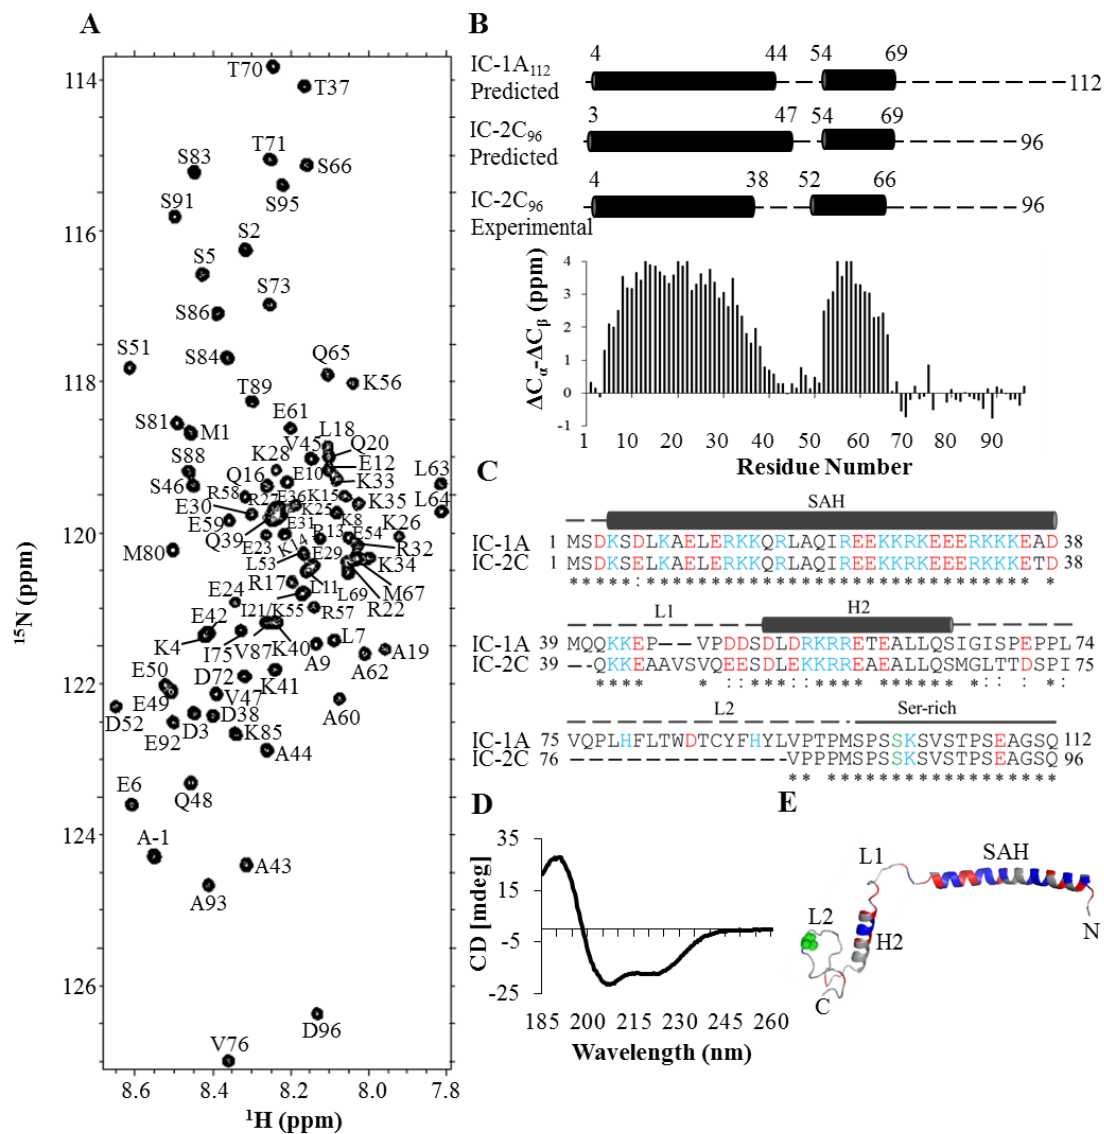 A
114
116
118
120
122
124
126
8.6
8.4
8.2
8.0
7.8
¹⁵N (ppm)
¹H (ppm)
T70
T37
T71
S83
S66
S95
S91
S2
S5
S73
S86
S51
S84
Q65
K56
T89
E61
S81
M1
L18
V45
Q20
K28
E12
S88
Q16
E10
K33
L63
S46
R58
R27
E36
K15
K35
L64
E30
K25
K8
K26
E59
E31
R13
E54
Q39
E23
R32
M80
L53
E29
K34
R17
L11
L69
M67
E24
I21/K55
R57
R22
E42
L7
K4
I75
V87
K40
A9
A19
E50
D72
K41
A62
E49
V47
D52
D3
D38
A60
E92
K85
A44
E6
Q48
A-1
A43
A93
D96
V76
B
4 44 54 69
IC-1A₁₁₂
Predicted
112
3 47 54 69
IC-2C₉₆
Predicted
96
4 38 52 66
IC-2C₉₆
Experimental
96
ΔCα-ΔCβ (ppm)
4
3
2
1
0
-1
1 10 20 30 40 50 60 70 80 90
Residue Number
C
SAH
IC-1A 1 MSDKSDLKAELERKKQRLAQIREEKKRKEEERKKKEAD 38
IC-2C 1 MSDKSELKAELERKKQRLAQIREEKKRKEEERKKKETD 38
*****:****************************** *
L1 H2
IC-1A 39 MQQKKEP--VPDDSDLDRKRRETEALLQSIGISPEPPL 74
IC-2C 39 -QKKEAAVSVQEESDLEKKRREAEALLQSMGLTTDSPI 75
L2 Ser-rich
IC-1A 75 VQPLHFLTWDTCYFHYLVPTPMSPSSKSVSTPSEAGSQ 112
IC-2C 76 ----------------VPPPMSPSSKSVSTPSEAGSQ 96
** ******************
D
CD [mdeg]
35
15
-5
-25
185 200 215 230 245 260
Wavelength (nm)
E
L1
SAH
L2
H2
N
C